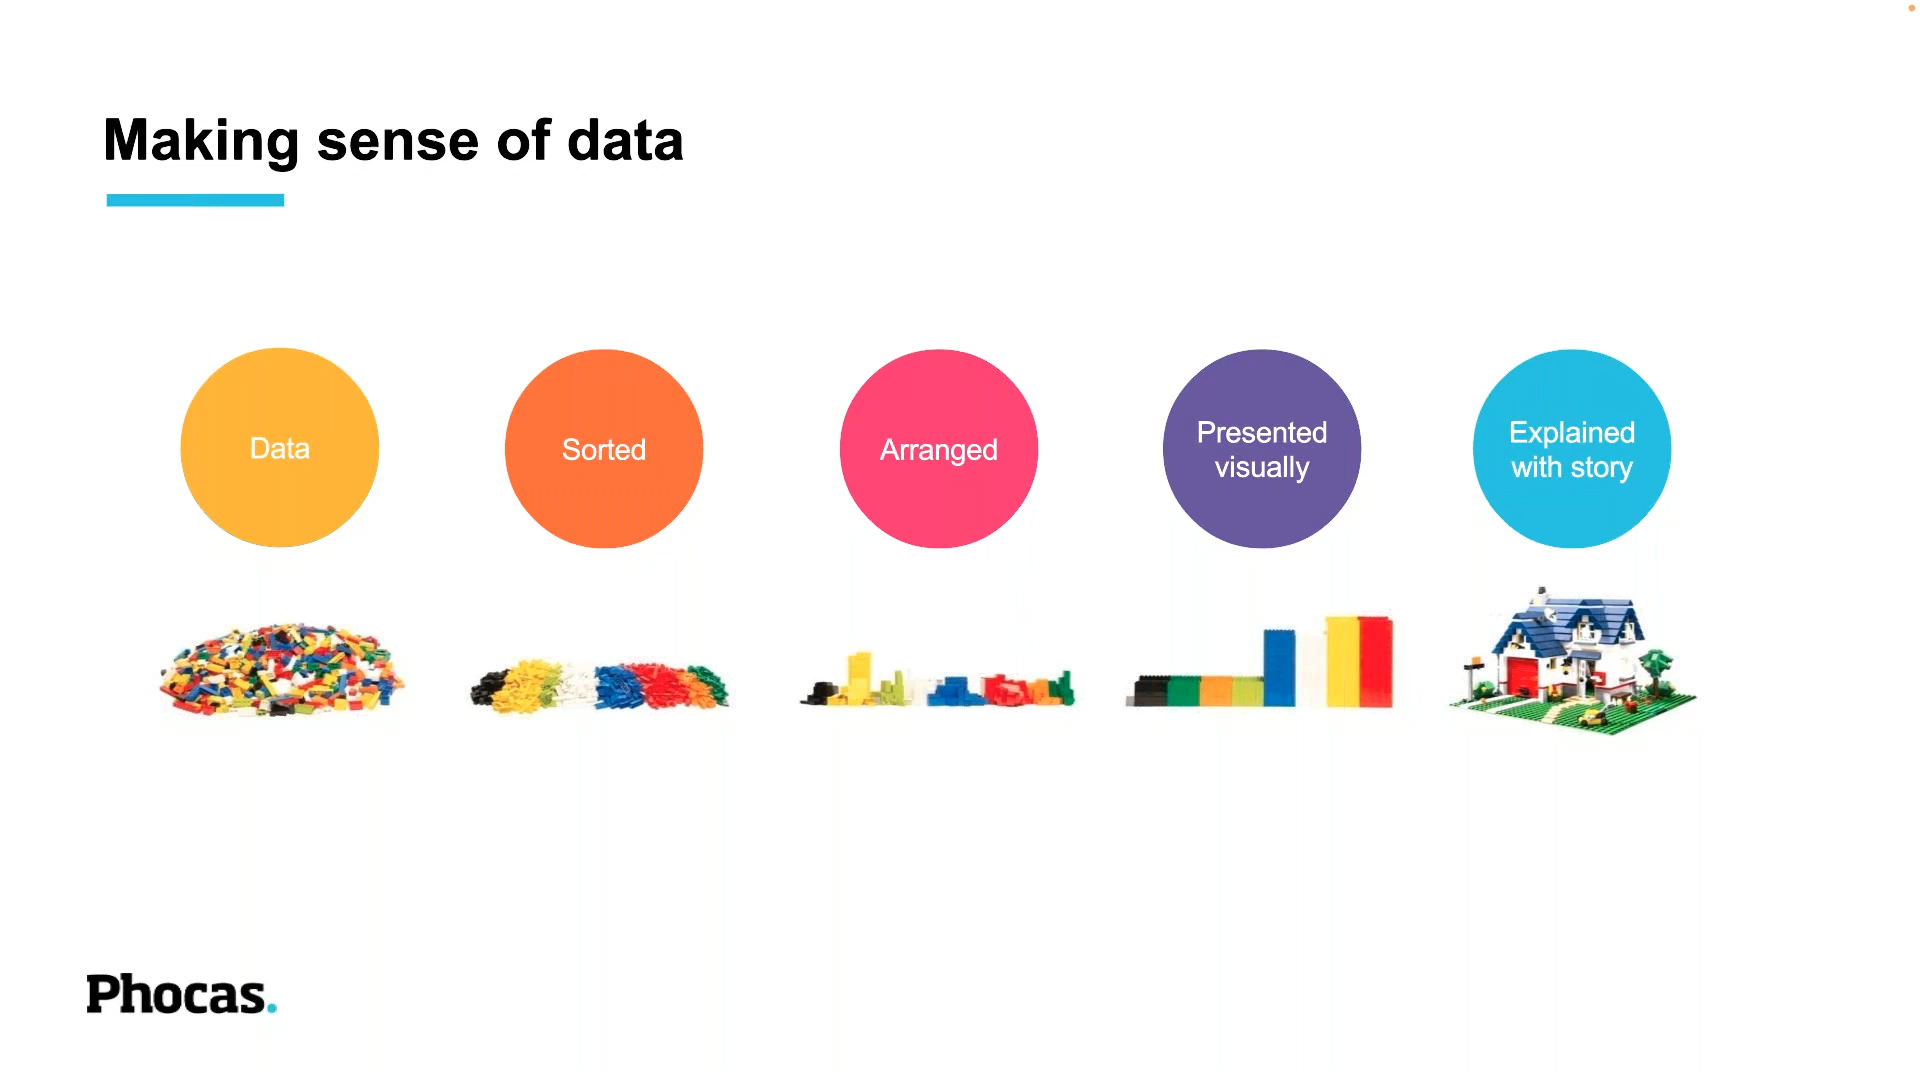 Making sense of data
Data
Sorted
Arranged
Presented
visually
Explained
with story
Phocas.